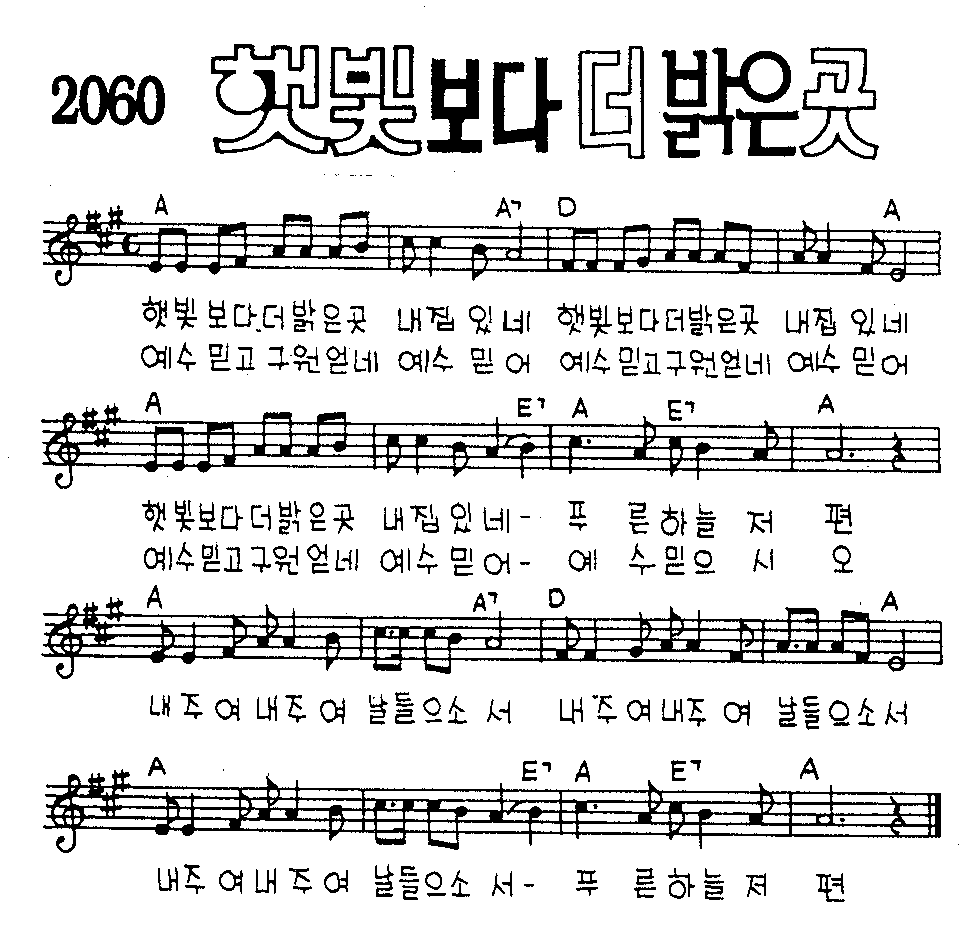 2060 햇빛보다 더 밝은곳
A A7 D A
햇빛보다더밝은곳 내집 있네 햇빛보다더밝은곳 내집 있네
예수 믿고 구원얻네 예수 믿어 예수믿고구원얻네 예수 믿어
A E7 A E7 A
햇빛보다더밝은곳 내집있네- 푸 른하늘 저 편
예수믿고구원얻네 예수믿어- 예 수믿으 시 오
A A7 D A
내주여내주여 날들으소서 내주여내주여 날들으소서
A E7 A E7 A
내주여내주여 날들으소서- 푸 른하늘저 편